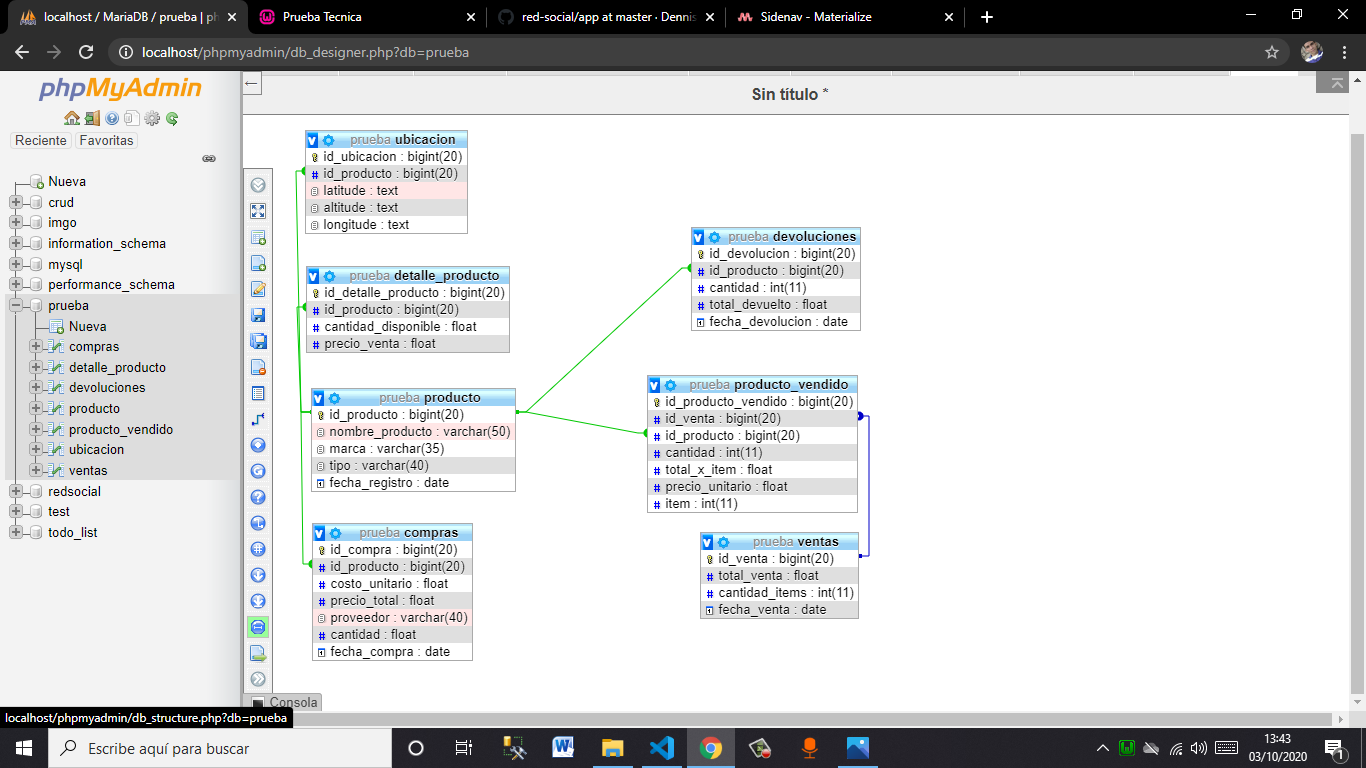 localhost / MariaDB / prueba | ph
Prueba Tecnica
red-social/app at master · Dennis
Sidenav - Materialize
localhost/phpmyadmin/db_designer.php?db=prueba
phpMyAdmin
Reciente
Favoritas
Nueva
crud
imgo
information_schema
mysql
performance_schema
prueba
Nueva
compras
detalle_producto
devoluciones
producto
producto_vendido
ubicacion
ventas
redsocial
test
todo_list
Sin título *
prueba ubicacion
id_ubicacion : bigint(20)
id_producto : bigint(20)
latitude : text
altitude : text
longitude : text
prueba detalle_producto
id_detalle_producto : bigint(20)
id_producto : bigint(20)
cantidad_disponible : float
precio_venta : float
prueba producto
id_producto : bigint(20)
nombre_producto : varchar(50)
marca : varchar(35)
tipo : varchar(40)
fecha_registro : date
prueba compras
id_compra : bigint(20)
id_producto : bigint(20)
costo_unitario : float
precio_total : float
proveedor : varchar(40)
cantidad : float
fecha_compra : date
prueba devoluciones
id_devolucion : bigint(20)
id_producto : bigint(20)
cantidad : int(11)
total_devuelto : float
fecha_devolucion : date
prueba producto_vendido
id_producto_vendido : bigint(20)
id_venta : bigint(20)
id_producto : bigint(20)
cantidad : int(11)
total_x_item : float
precio_unitario : float
item : int(11)
prueba ventas
id_venta : bigint(20)
total_venta : float
cantidad_items : int(11)
fecha_venta : date
Consola
localhost/phpmyadmin/db_structure.php?db=prueba
Escribe aquí para buscar
13:43
03/10/2020
1